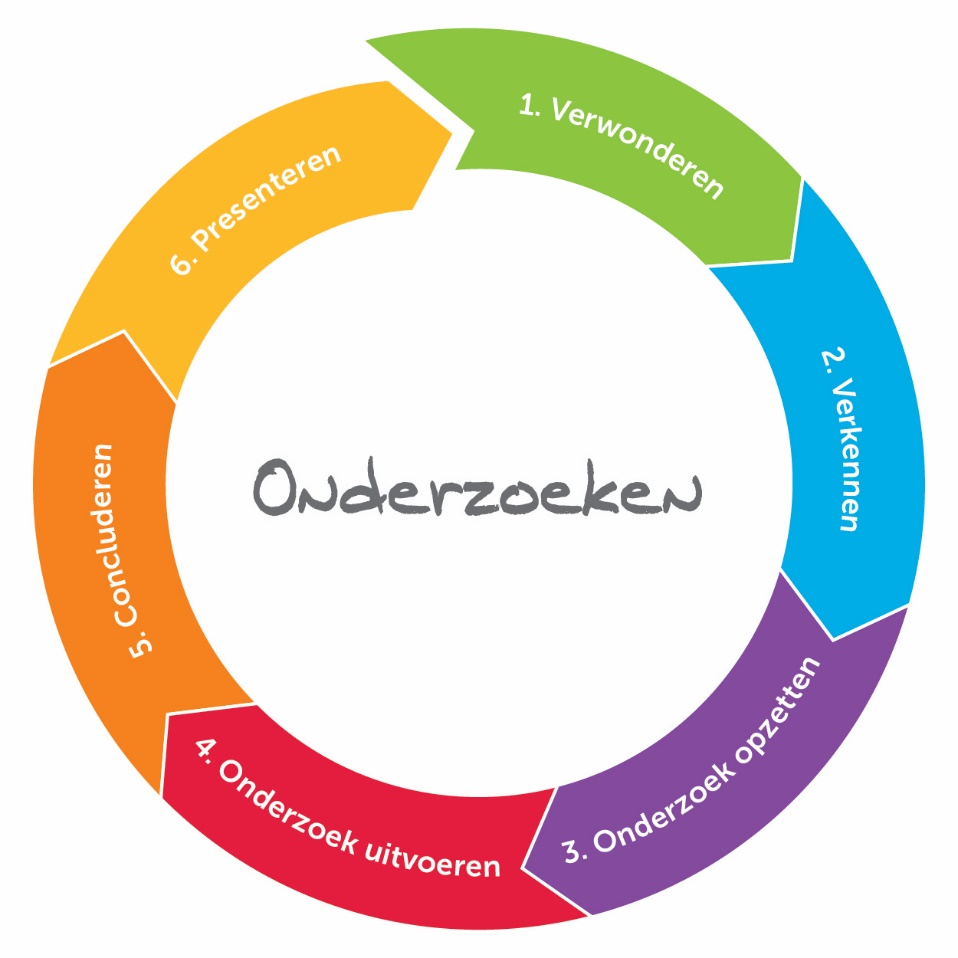 1. Verwonderen
2. Verkennen
3. Onderzoek opzetten
4. Onderzoek uitvoeren
5. Concluderen
6. Presenteren
Onderzoeken